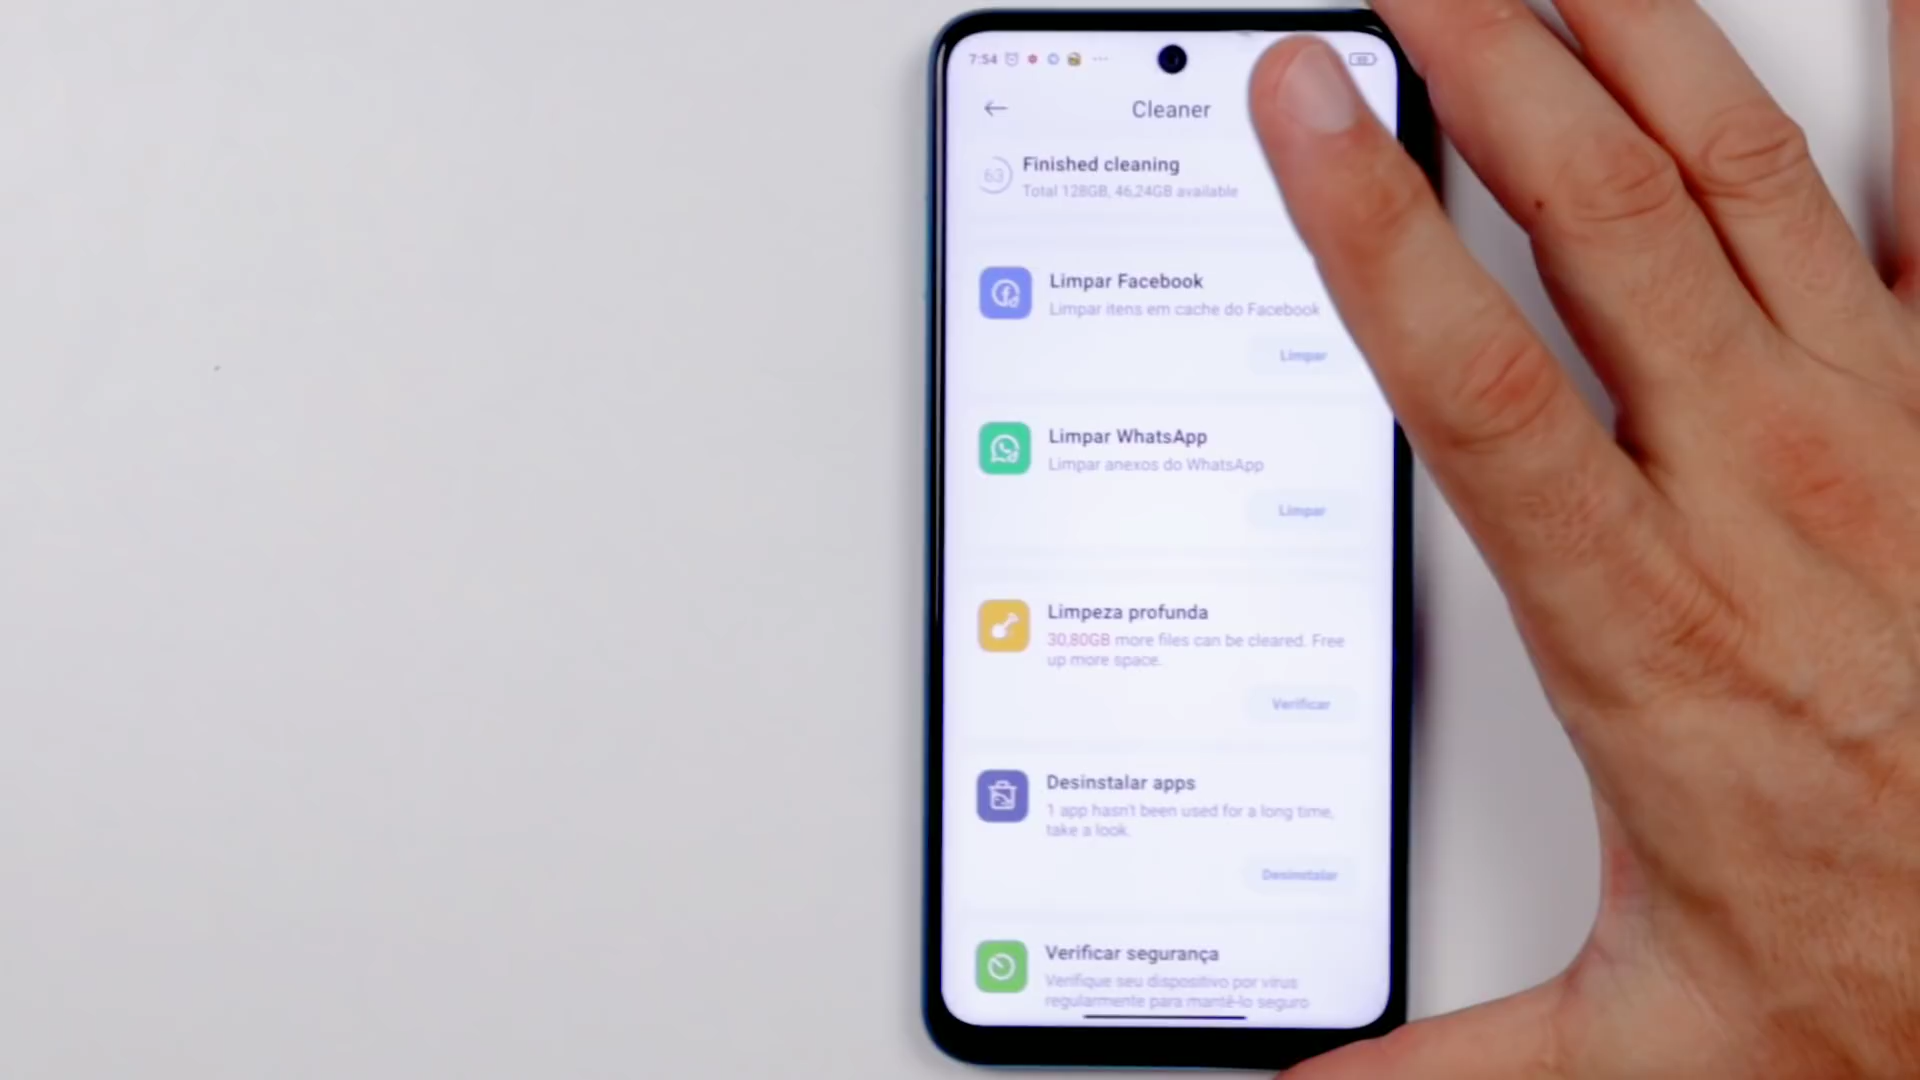 7:54
Cleaner
63
Finished cleaning
Total 128GB, 46,24GB available
Limpar Facebook
Limpar itens em cache do Facebook
Limpar
Limpar WhatsApp
Limpar anexos do WhatsApp
Limpar
Limpeza profunda
30,80GB more files can be cleared. Free
up more space.
Verificar
Desinstalar apps
1 app hasn't been used for a long time,
take a look.
Desinstalar
Verificar segurança
Verifique seu dispositivo por vírus
regularmente para mantê-lo seguro